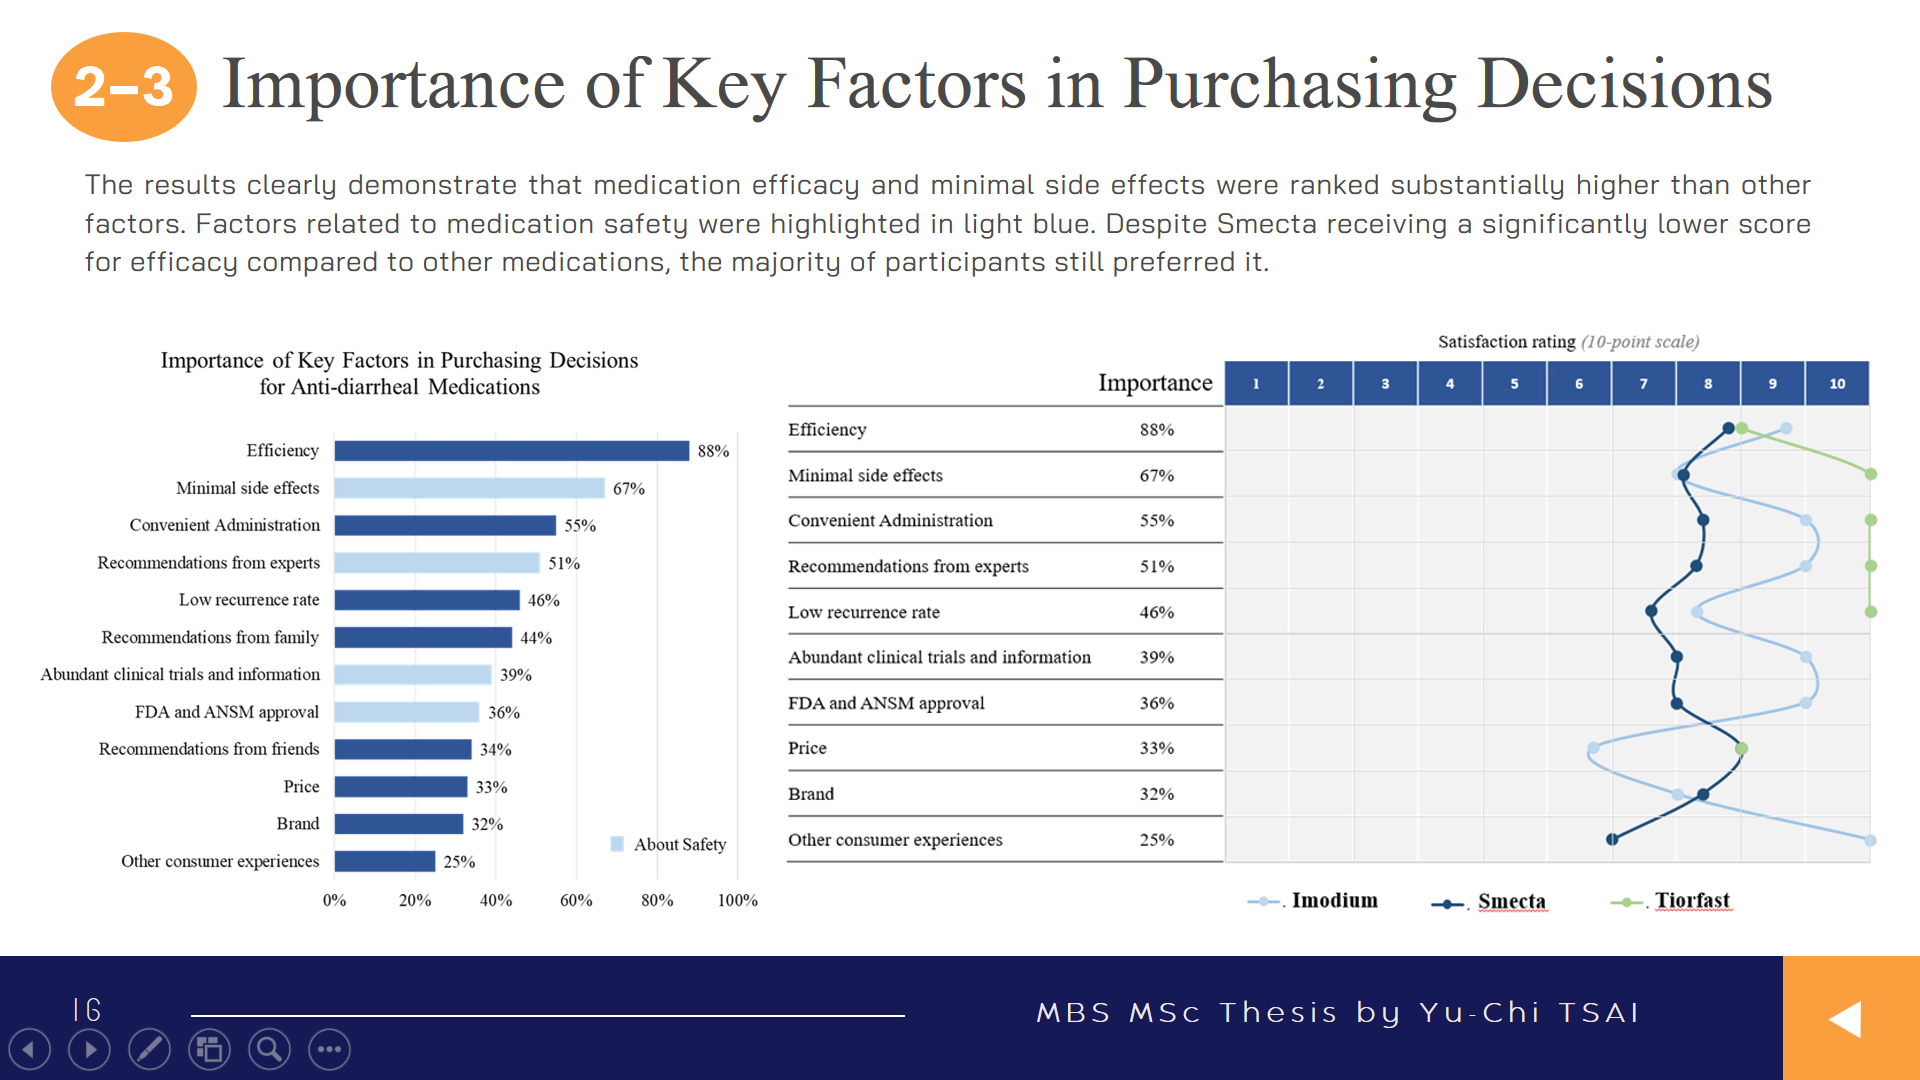 2–3 Importance of Key Factors in Purchasing Decisions
The results clearly demonstrate that medication efficacy and minimal side effects were ranked substantially higher than other
factors. Factors related to medication safety were highlighted in light blue. Despite Smecta receiving a significantly lower score
for efficacy compared to other medications, the majority of participants still preferred it.
Importance of Key Factors in Purchasing Decisions
for Anti-diarrheal Medications
Efficiency 88%
Minimal side effects 67%
Convenient Administration 55%
Recommendations from experts 51%
Low recurrence rate 46%
Recommendations from family 44%
Abundant clinical trials and information 39%
FDA and ANSM approval 36%
Recommendations from friends 34%
Price 33%
Brand 32%
Other consumer experiences 25%
About Safety
0% 20% 40% 60% 80% 100%
Satisfaction rating (10-point scale)
Importance 1 2 3 4 5 6 7 8 9 10
Efficiency 88%
Minimal side effects 67%
Convenient Administration 55%
Recommendations from experts 51%
Low recurrence rate 46%
Abundant clinical trials and information 39%
FDA and ANSM approval 36%
Price 33%
Brand 32%
Other consumer experiences 25%
. Imodium . Smecta . Tiorfast
16
MBS MSc Thesis by Yu-Chi TSAI